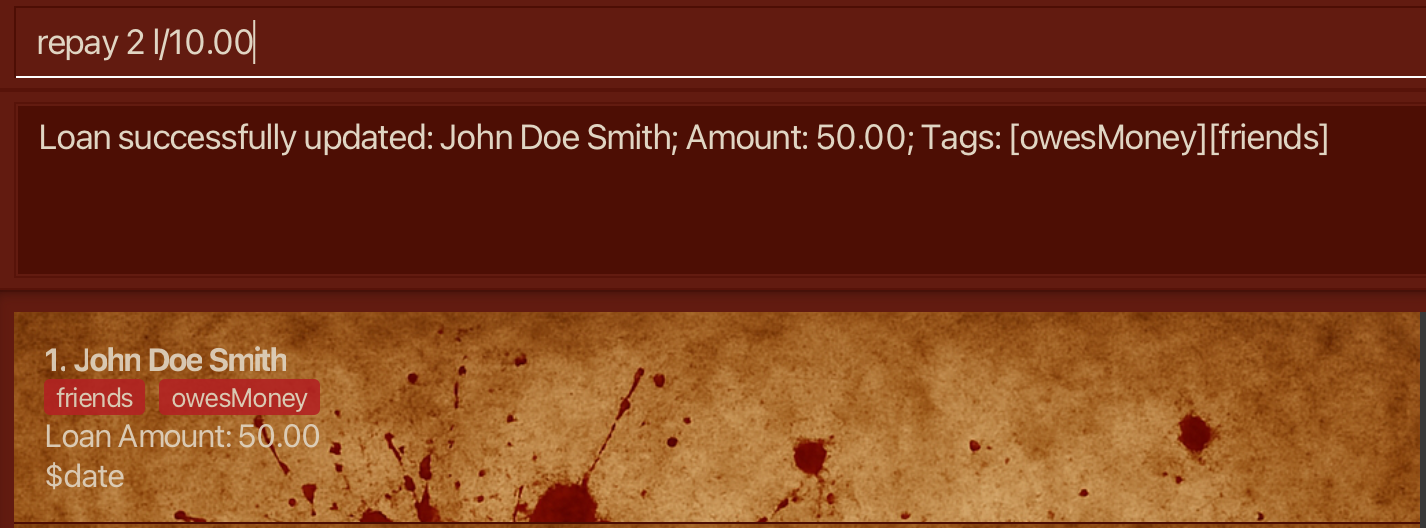 repay 2 l/10.00
Loan successfully updated: John Doe Smith; Amount: 50.00; Tags: [owesMoney][friends]
1. John Doe Smith
friends owesMoney
Loan Amount: 50.00
$date